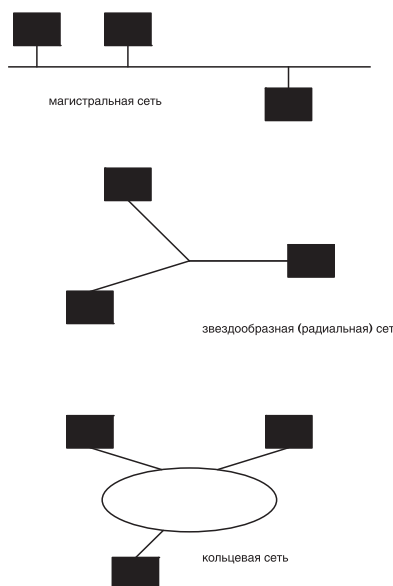 магистральная сеть
звездообразная (радиальная) сет
кольцевая сеть